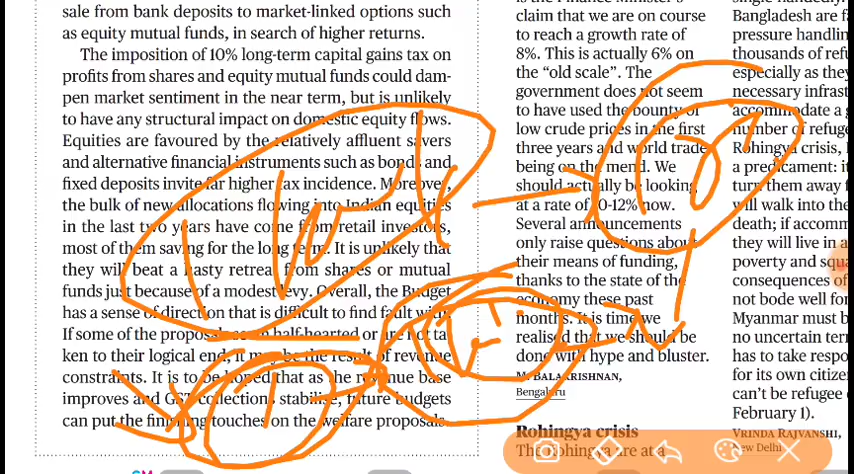 sale from bank deposits to market-linked options such
as equity mutual funds, in search of higher returns.
The imposition of 10% long-term capital gains tax on
profits from shares and equity mutual funds could dam-
pen market sentiment in the near term, but is unlikely
to have any structural impact on domestic equity flows.
Equities are favoured by the relatively affluent savers
and alternative financial instruments such as bonds and
fixed deposits invite far higher tax incidence. Moreover,
the bulk of new allocations flowing into Indian equities
in the last two years have come from retail investors,
most of them saving for the long term. It is unlikely that
they will beat a hasty retreat from shares or mutual
funds just because of a modest levy. Overall, the Budget
has a sense of direction that is difficult to find fault with.
If some of the proposals seem half-hearted or are not ta
ken to their logical end, it may be the result of revenue
constraints. It is to be hoped that as the revenue base
improves and GST collections stabilise, future budgets
can put the finishing touches on the welfare proposals.
claim that we are on course
to reach a growth rate of
8%. This is actually 6% on
the “old scale”. The
government does not seem
to have used the bounty of
low crude prices in the first
three years and world trade
being on the mend. We
should actually be looking
at a rate of 10-12% now.
Several announcements
only raise questions about
their means of funding,
thanks to the state of the
economy these past
months. It is time we
realised that we should be
done with hype and bluster.
M. BALAKRISHNAN,
Bengaluru
Rohingya crisis
The Rohingya are at a
Bangladesh are f
pressure handlin
thousands of refu
especially as they
necessary infrast
accommodate a
number of refuge
Rohingya crisis,
a predicament: i
turn them away
will walk into the
death; if accomm
they will live in a
poverty and squa
consequences of
not bode well fo
Myanmar must b
no uncertain ter
has to take respo
for its own citize
can’t be refugee
February 1).
VRINDA RAJVANSHI,
New Delhi